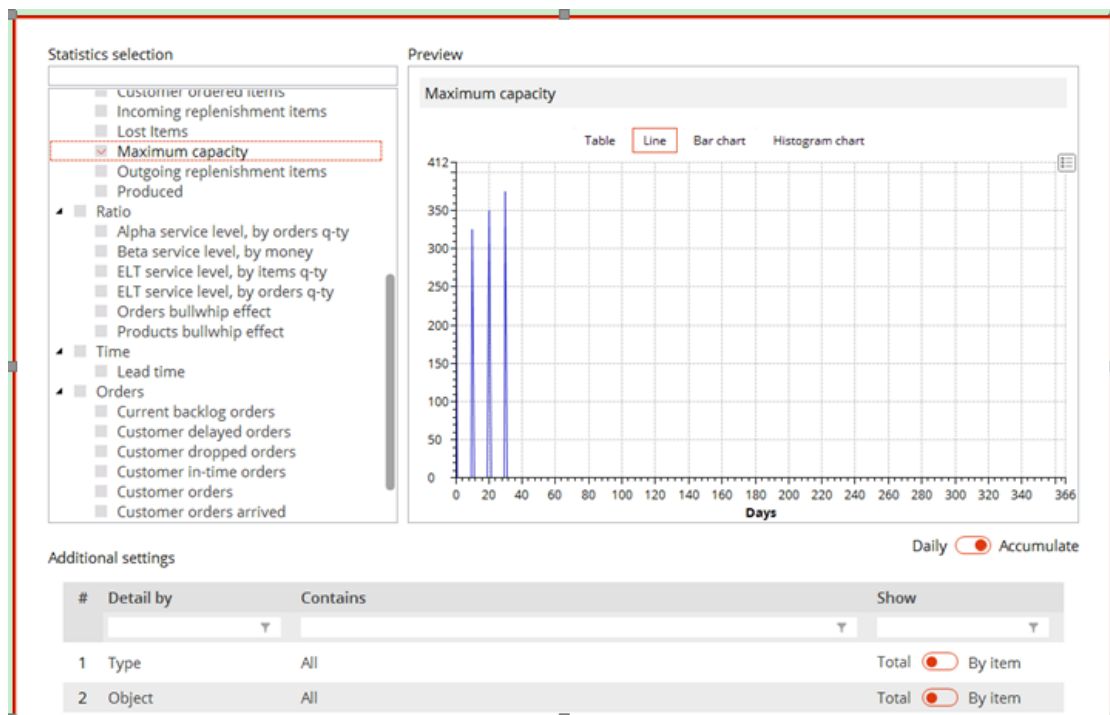 Statistics selection
Customer ordered items
Incoming replenishment items
Lost Items
Maximum capacity
Outgoing replenishment items
Produced
Ratio
Alpha service level, by orders q-ty
Beta service level, by money
ELT service level, by items q-ty
ELT service level, by orders q-ty
Orders bullwhip effect
Products bullwhip effect
Time
Lead time
Orders
Current backlog orders
Customer delayed orders
Customer dropped orders
Customer in-time orders
Customer orders
Customer orders arrived
Preview
Maximum capacity
Table Line Bar chart Histogram chart
412
350
300
250
200
150
100
50
0
0 20 40 60 80 100 120 140 160 180 200 220 240 260 280 300 320 340 366
Days
Daily Accumulate
Additional settings
# Detail by Contains Show
1 Type All Total By item
2 Object All Total By item